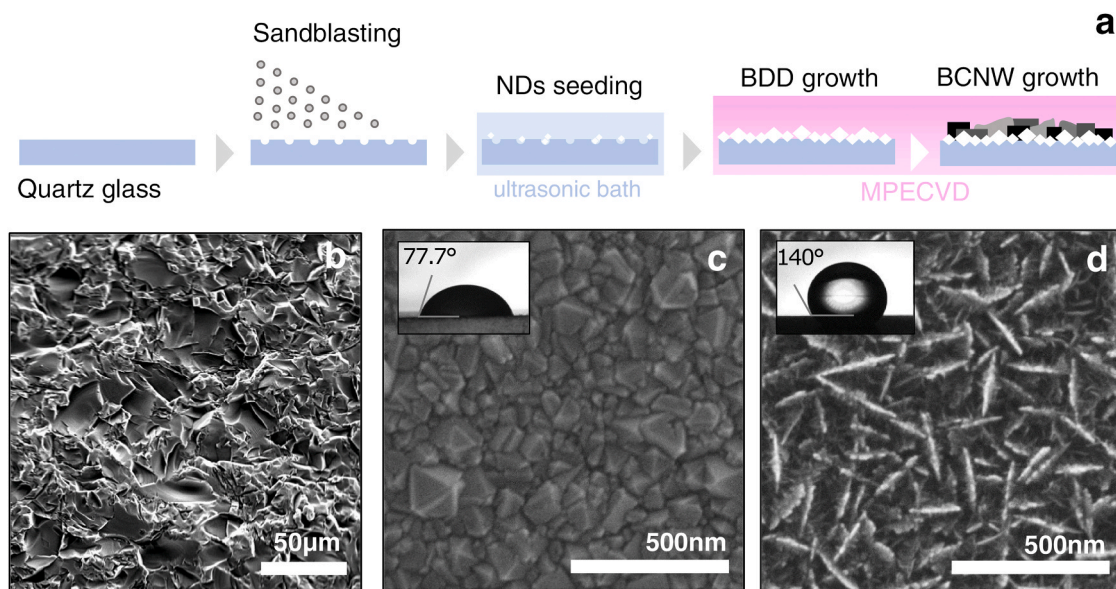 a
Sandblasting
NDs seeding
BDD growth
BCNW growth
Quartz glass
ultrasonic bath
MPECVD
b
50µm
77.7°
c
500nm
140°
d
500nm